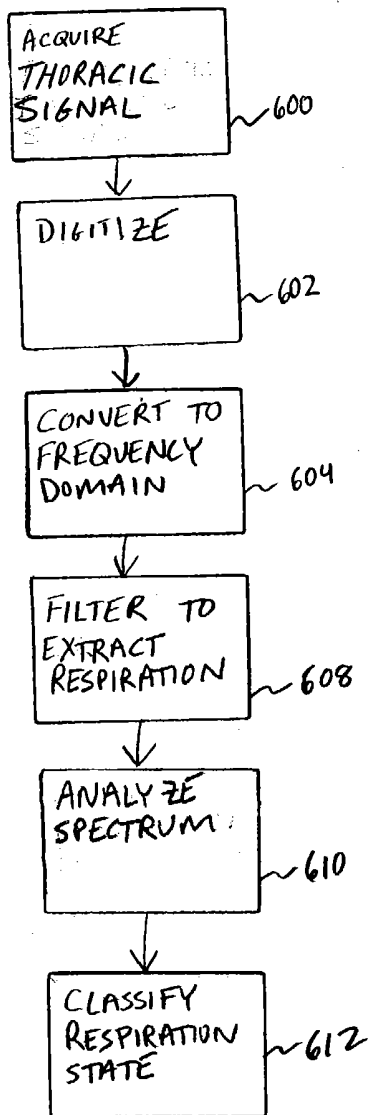 ACQUIRE
THORACIC
SIGNAL
600
DIGITIZE
602
CONVERT TO
FREQUENCY
DOMAIN
604
FILTER TO
EXTRACT
RESPIRATION
608
ANALYZE
SPECTRUM
610
CLASSIFY
RESPIRATION
STATE
612